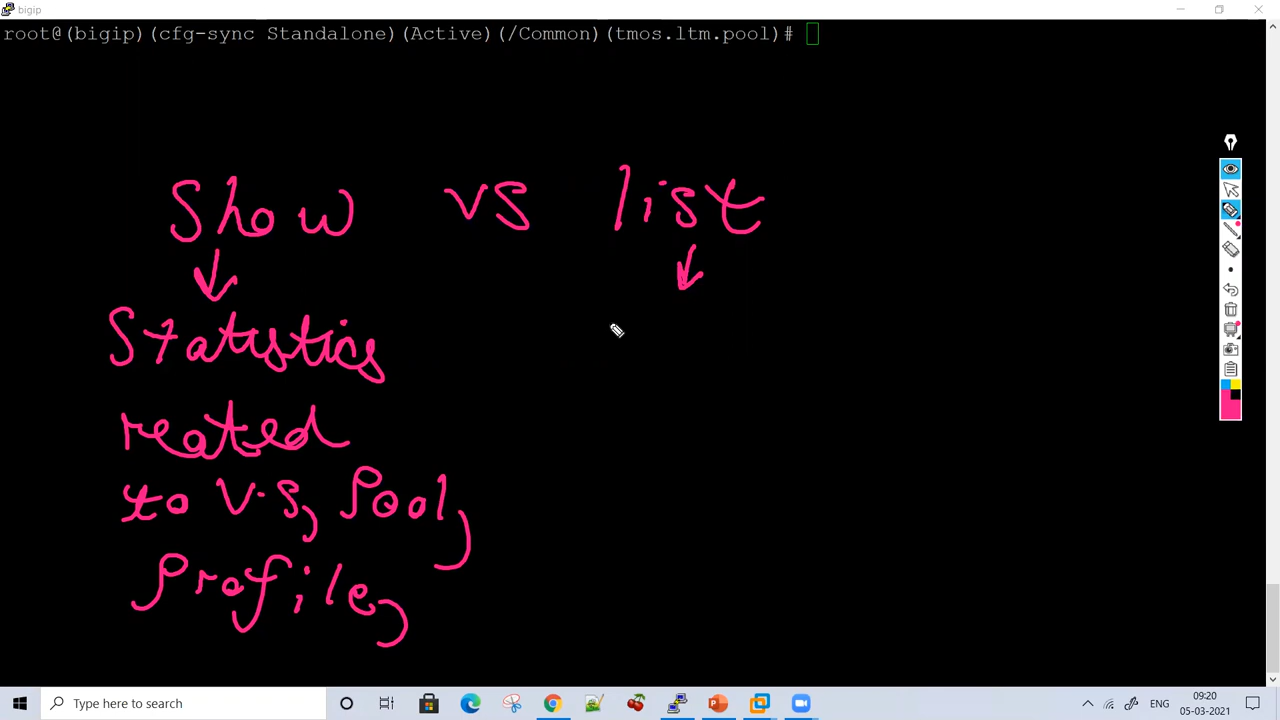 bigip
root@(bigip)(cfg-sync Standalone)(Active)(/Common)(tmos.ltm.pool)#
Show vs list
Statistics
reated
to V.S, Pool,
Profile,
Type here to search
ENG
09:20
05-03-2021